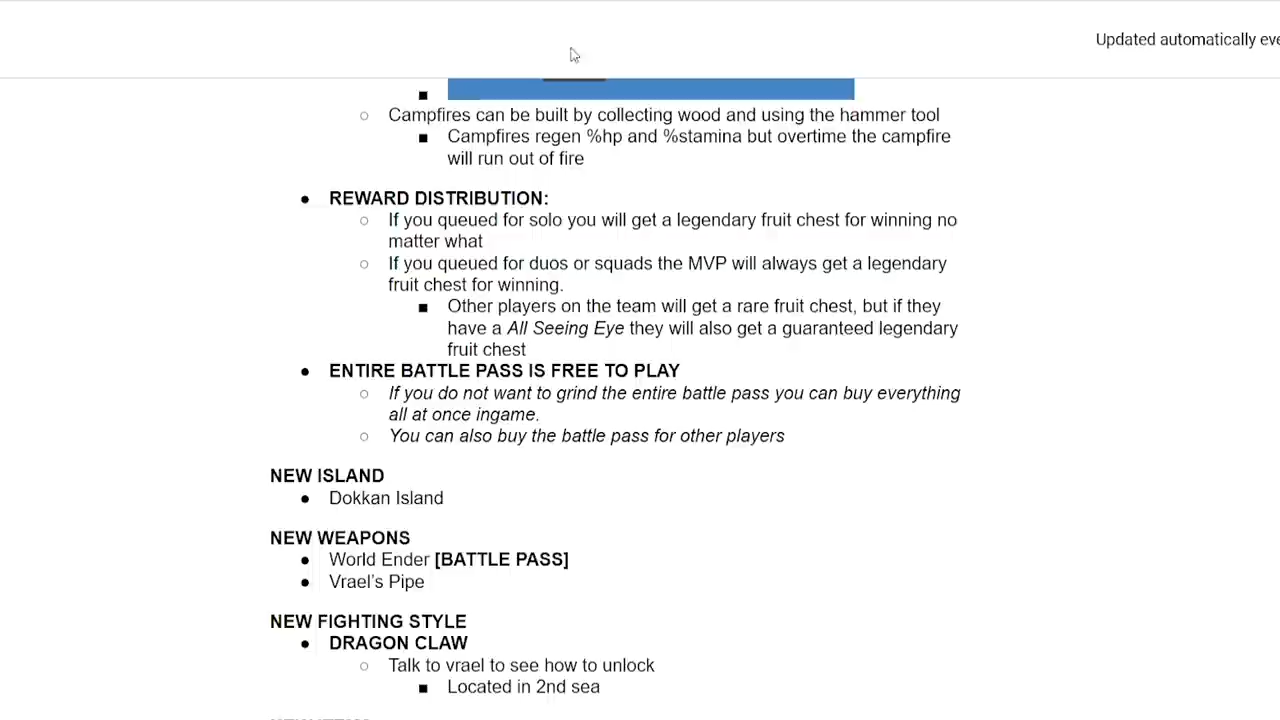 Updated automatically eve
Campfires can be built by collecting wood and using the hammer tool
Campfires regen %hp and %stamina but overtime the campfire
will run out of fire
REWARD DISTRIBUTION:
If you queued for solo you will get a legendary fruit chest for winning no
matter what
If you queued for duos or squads the MVP will always get a legendary
fruit chest for winning.
Other players on the team will get a rare fruit chest, but if they
have a All Seeing Eye they will also get a guaranteed legendary
fruit chest
ENTIRE BATTLE PASS IS FREE TO PLAY
If you do not want to grind the entire battle pass you can buy everything
all at once ingame.
You can also buy the battle pass for other players
NEW ISLAND
Dokkan Island
NEW WEAPONS
World Ender [BATTLE PASS]
Vrael's Pipe
NEW FIGHTING STYLE
DRAGON CLAW
Talk to vrael to see how to unlock
Located in 2nd sea